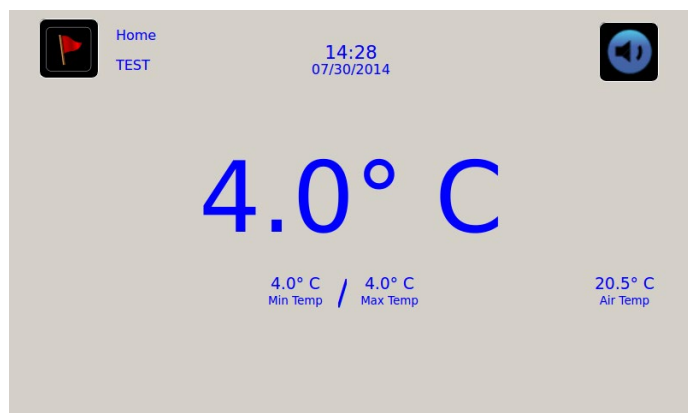 Home
TEST
14:28
07/30/2014
4.0° C
4.0° C / 4.0° C
Min Temp Max Temp
20.5° C
Air Temp